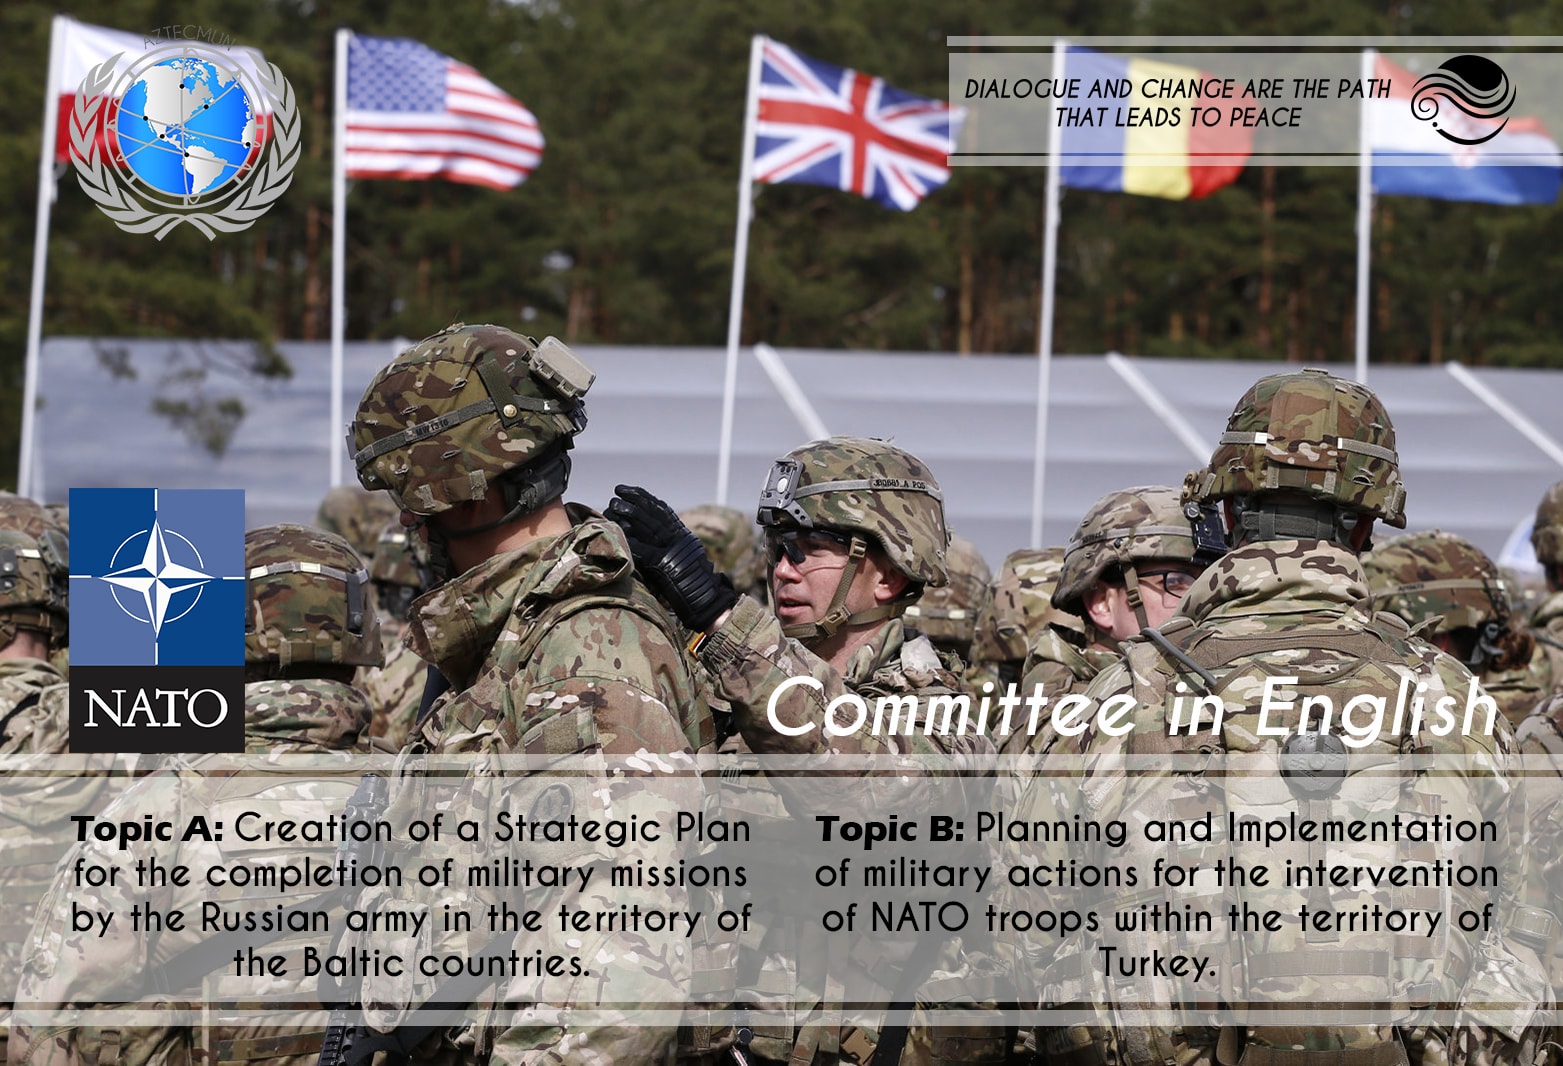 AZTECMUN
DIALOGUE AND CHANGE ARE THE PATH
THAT LEADS TO PEACE
NATO
Committee in English
Topic A: Creation of a Strategic Plan
for the completion of military missions
by the Russian army in the territory of
the Baltic countries.
Topic B: Planning and Implementation
of military actions for the intervention
of NATO troops within the territory of
Turkey.